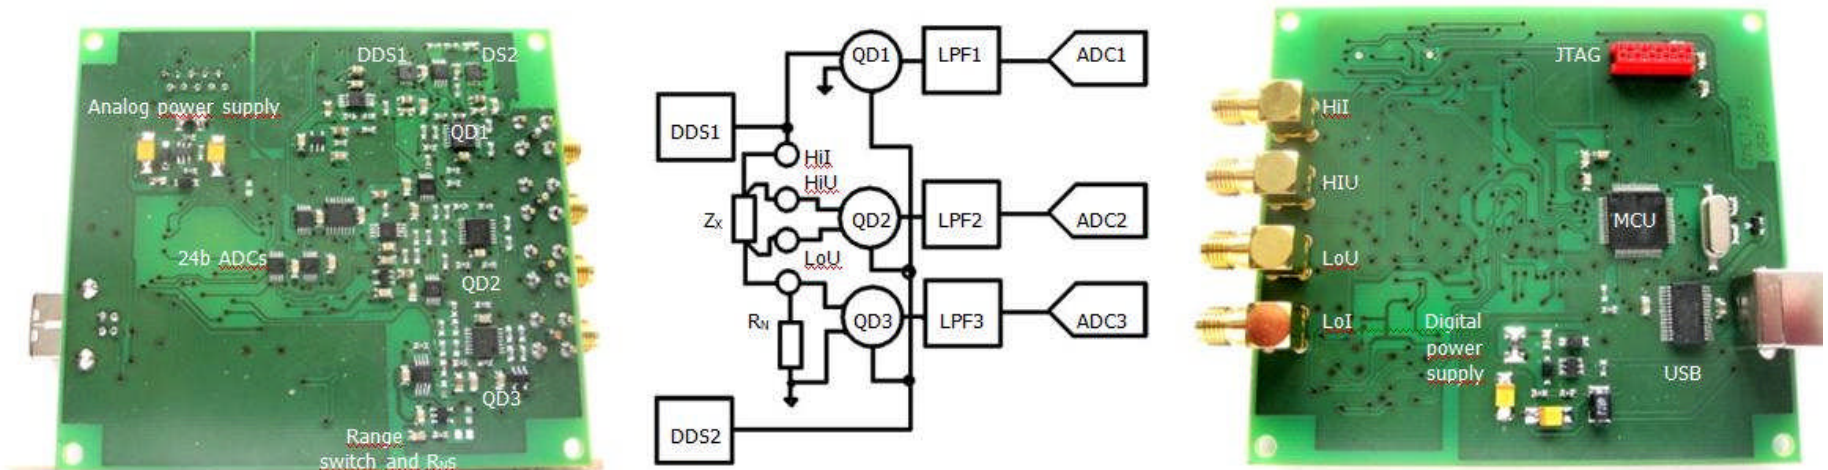 DDS1
DS2
Analog power supply
QD1
24b ADCs
QD2
QD3
Range
switch and RNs
QD1
LPF1
ADC1
DDS1
HiI
HiU
ZX
QD2
LPF2
ADC2
LoU
RN
QD3
LPF3
ADC3
DDS2
JTAG
HiI
HIU
MCU
LoU
LoI
Digital
power
supply
USB